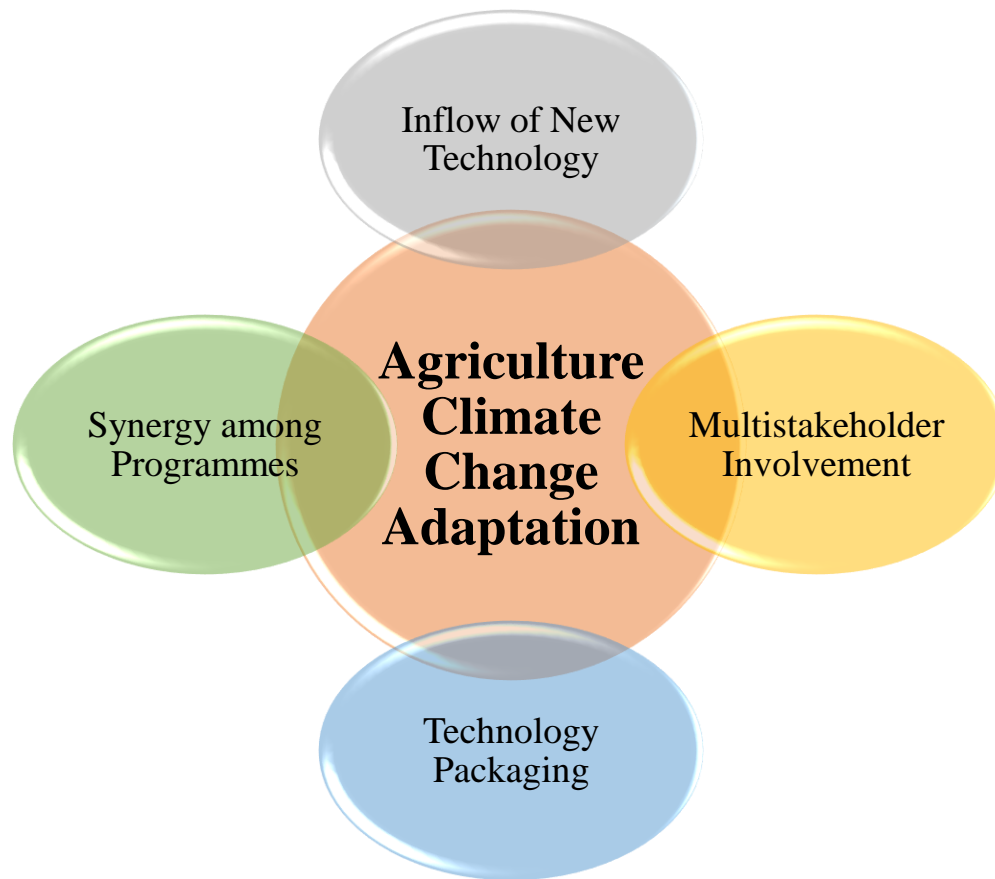 Inflow of New
Technology
Agriculture
Climate
Change
Adaptation
Synergy among
Programmes
Multistakeholder
Involvement
Technology
Packaging